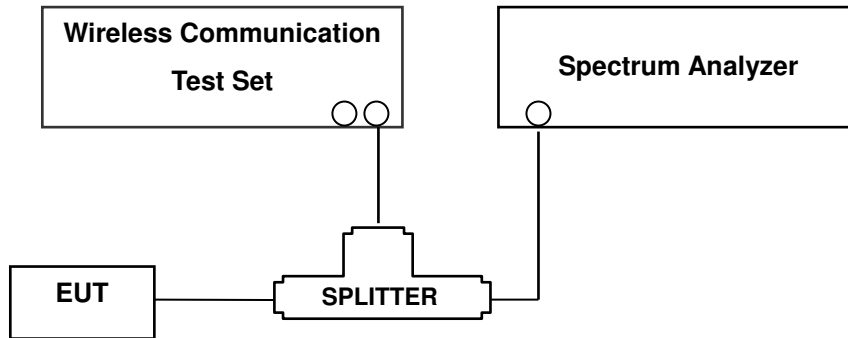 Wireless Communication
Test Set
Spectrum Analyzer
EUT
SPLITTER